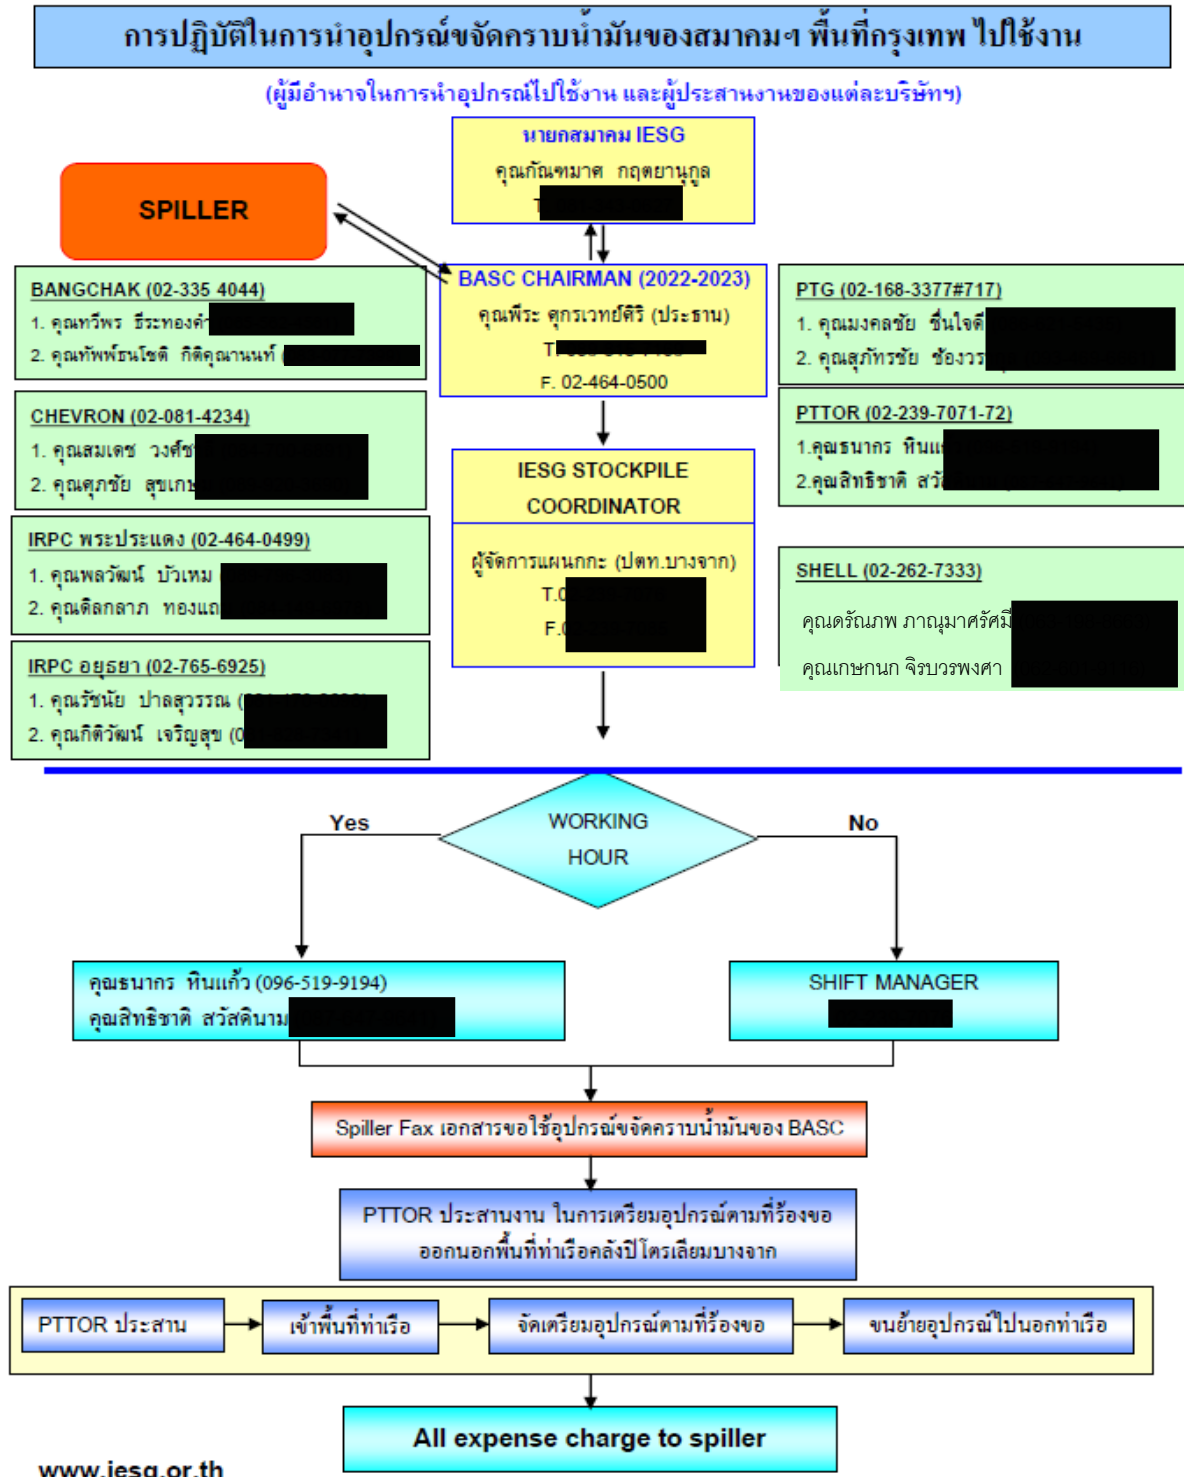 การปฏิบัติในการนำอุปกรณ์ขจัดคราบน้ำมันของสมาคมฯ พื้นที่กรุงเทพ ไปใช้งาน
(ผู้มีอำนาจในการนำอุปกรณ์ไปใช้งาน และผู้ประสานงานของแต่ละบริษัทฯ)
นายกสมาคม IESG
คุณกัณฑมาศ กฤตยานุกูล
T
SPILLER
BASC CHAIRMAN (2022-2023)
คุณพีระ ศุกรเวทย์ศิริ (ประธาน)
T.
F. 02-464-0500
BANGCHAK (02-335 4044)
1. คุณทวีพร ธีระทองคำ
2. คุณทัพพ์ธนโชติ กิติคุณานนท์ (
CHEVRON (02-081-4234)
1. คุณสมเดช
2. คุณศุภชัย
IRPC พระประแดง (02-464-0499)
1. คุณพลวัฒน์ บัวเหม
2. คุณดิลกลาภ
IRPC อยุธยา (02-765-6925)
1. คุณรัชนัย ปาลสุวรรณ (
2. คุณกิติวัฒน์ เจริญสุข (0
IESG STOCKPILE
COORDINATOR
ผู้จัดการแผนกกะ (ปตท.บางจาก)
T.0
F.0
PTG (02-168-3377#717)
1. คุณมงคลชัย ชื่นใจดี
2. คุณสุภัทรชัย
PTTOR (02-239-7071-72)
1.คุณธนากร
2.คุณสิทธิชาติ
SHELL (02-262-7333)
คุณดรัณภพ ภาณุมาศรัศมี
คุณเกษกนก จิรบวรพงศา
WORKING
HOUR
Yes
No
คุณธนากร หินแก้ว (096-519-9194)
คุณสิทธิชาติ สวัสดินาม
SHIFT MANAGER
Spiller Fax เอกสารขอใช้อุปกรณ์ขจัดคราบน้ำมันของ BASC
PTTOR ประสานงาน ในการเตรียมอุปกรณ์ตามที่ร้องขอ
ออกนอกพื้นที่ท่าเรือคลังปิโตรเลียมบางจาก
PTTOR ประสาน
เข้าพื้นที่ท่าเรือ
จัดเตรียมอุปกรณ์ตามที่ร้องขอ
ขนย้ายอุปกรณ์ไปนอกท่าเรือ
All expense charge to spiller
www.iesg.or.th